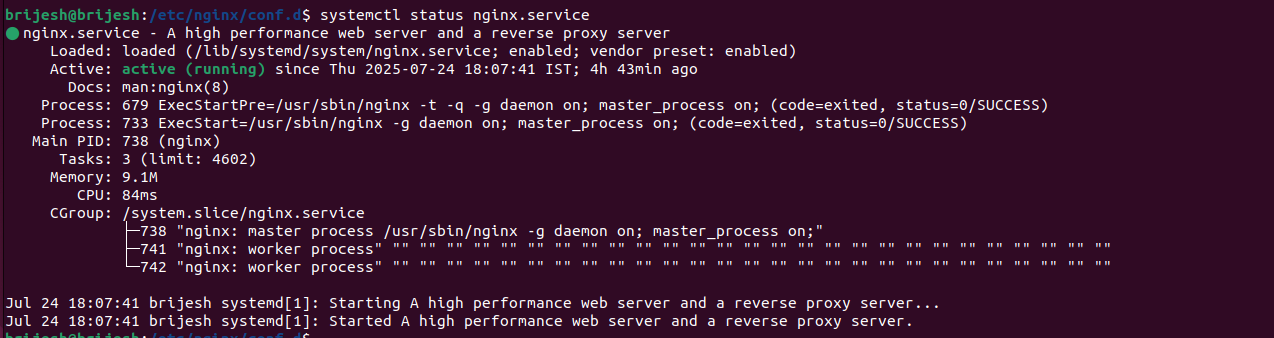 brijesh@brijesh:/etc/nginx/conf.d$ systemctl status nginx.service
● nginx.service - A high performance web server and a reverse proxy server
     Loaded: loaded (/lib/systemd/system/nginx.service; enabled; vendor preset: enabled)
     Active: active (running) since Thu 2025-07-24 18:07:41 IST; 4h 43min ago
       Docs: man:nginx(8)
    Process: 679 ExecStartPre=/usr/sbin/nginx -t -q -g daemon on; master_process on; (code=exited, status=0/SUCCESS)
    Process: 733 ExecStart=/usr/sbin/nginx -g daemon on; master_process on; (code=exited, status=0/SUCCESS)
   Main PID: 738 (nginx)
      Tasks: 3 (limit: 4602)
     Memory: 9.1M
        CPU: 84ms
     CGroup: /system.slice/nginx.service
             ├─738 "nginx: master process /usr/sbin/nginx -g daemon on; master_process on;"
             ├─741 "nginx: worker process" "" "" "" "" "" "" "" "" "" "" "" "" "" "" "" "" "" "" "" "" "" "" "" "" "" "" ""
             └─742 "nginx: worker process" "" "" "" "" "" "" "" "" "" "" "" "" "" "" "" "" "" "" "" "" "" "" "" "" "" "" ""
Jul 24 18:07:41 brijesh systemd[1]: Starting A high performance web server and a reverse proxy server...
Jul 24 18:07:41 brijesh systemd[1]: Started A high performance web server and a reverse proxy server.
brijesh@brijesh:/etc/nginx/conf.d$